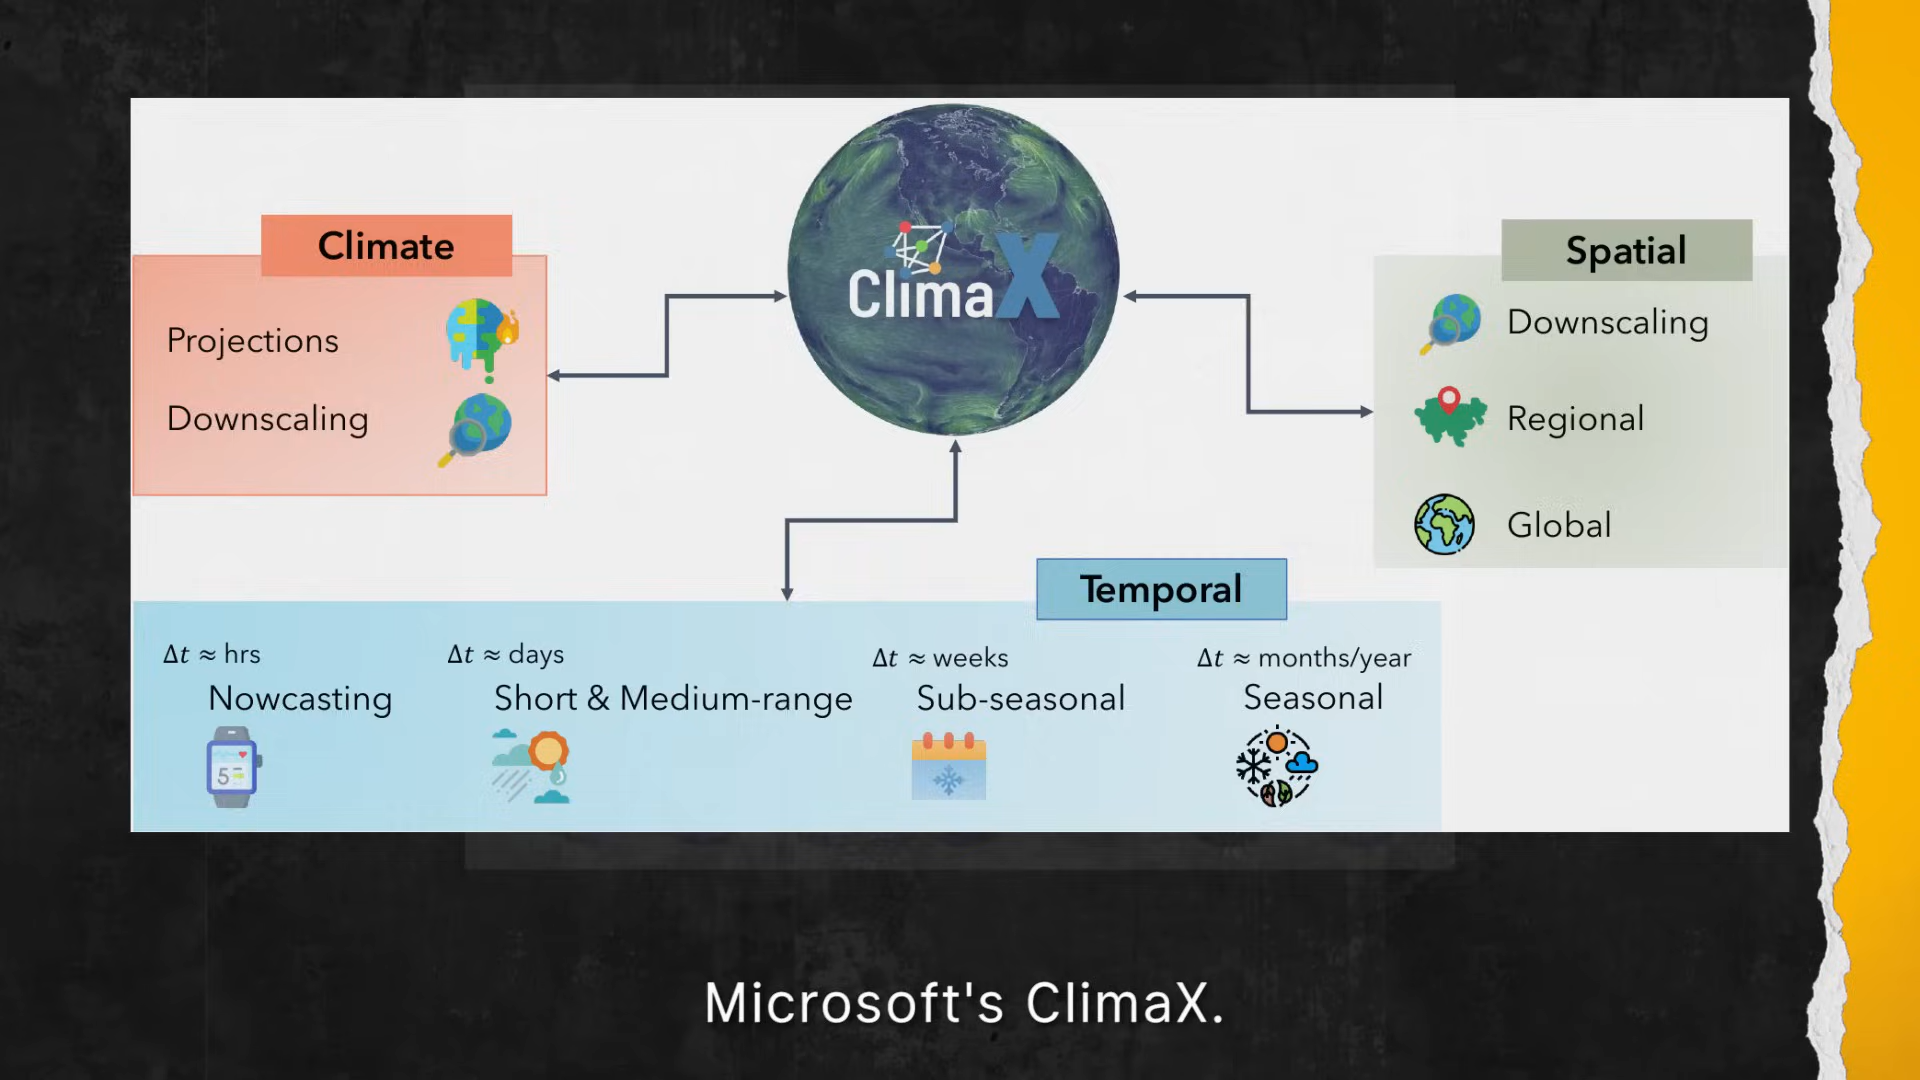 ClimaX
Climate
Projections
Downscaling
Spatial
Downscaling
Regional
Global
Temporal
Δt ≈ hrs
Nowcasting
5
Δt ≈ days
Short & Medium-range
Δt ≈ weeks
Sub-seasonal
Δt ≈ months/year
Seasonal
Microsoft's ClimaX.